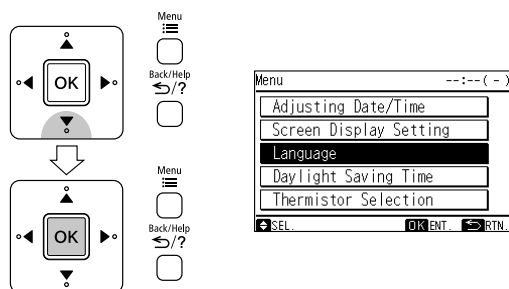 Menu
OK
Back/Help
?
Menu
OK
Back/Help
?
Menu --:--( - )
Adjusting Date/Time
Screen Display Setting
Language
Daylight Saving Time
Thermistor Selection
SEL. OK ENT. RTN.